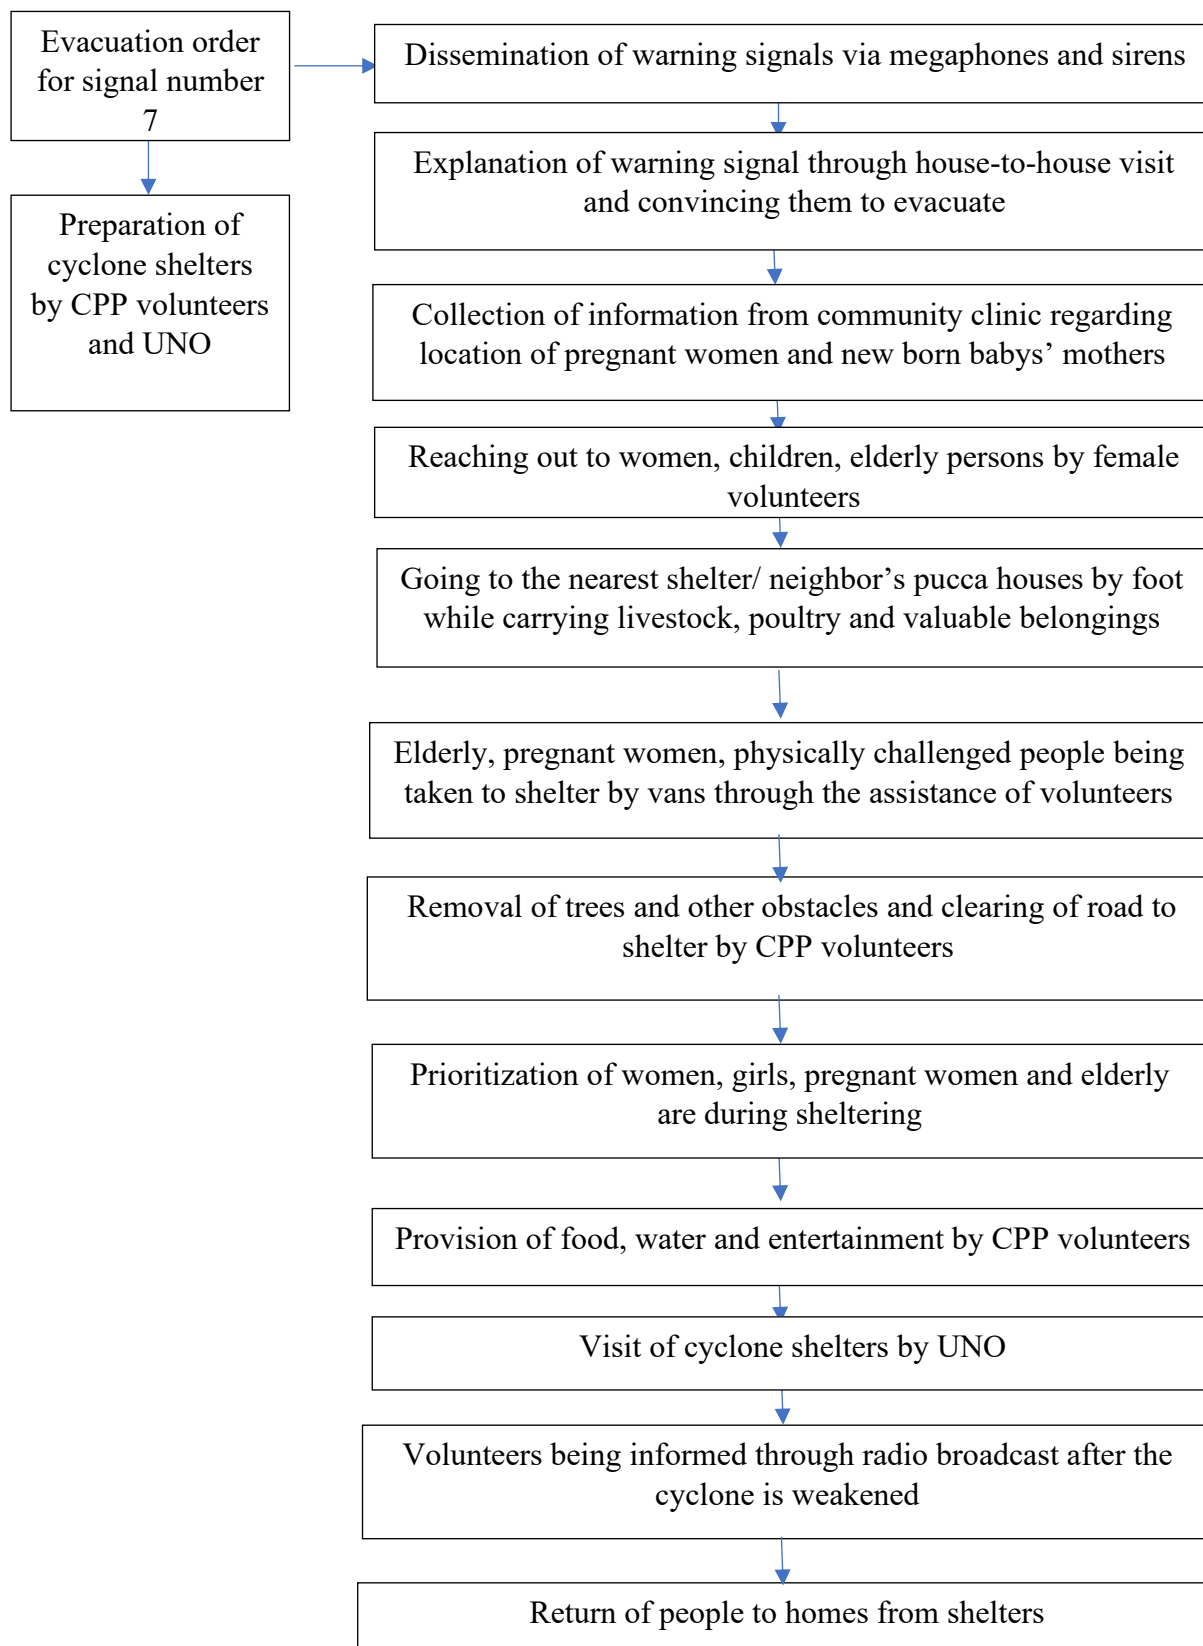 Evacuation order
for signal number
7
Dissemination of warning signals via megaphones and sirens
Preparation of
cyclone shelters
by CPP volunteers
and UNO
Explanation of warning signal through house-to-house visit
and convincing them to evacuate
Collection of information from community clinic regarding
location of pregnant women and new born babys’ mothers
Reaching out to women, children, elderly persons by female
volunteers
Going to the nearest shelter/ neighbor’s pucca houses by foot
while carrying livestock, poultry and valuable belongings
Elderly, pregnant women, physically challenged people being
taken to shelter by vans through the assistance of volunteers
Removal of trees and other obstacles and clearing of road to
shelter by CPP volunteers
Prioritization of women, girls, pregnant women and elderly
are during sheltering
Provision of food, water and entertainment by CPP volunteers
Visit of cyclone shelters by UNO
Volunteers being informed through radio broadcast after the
cyclone is weakened
Return of people to homes from shelters